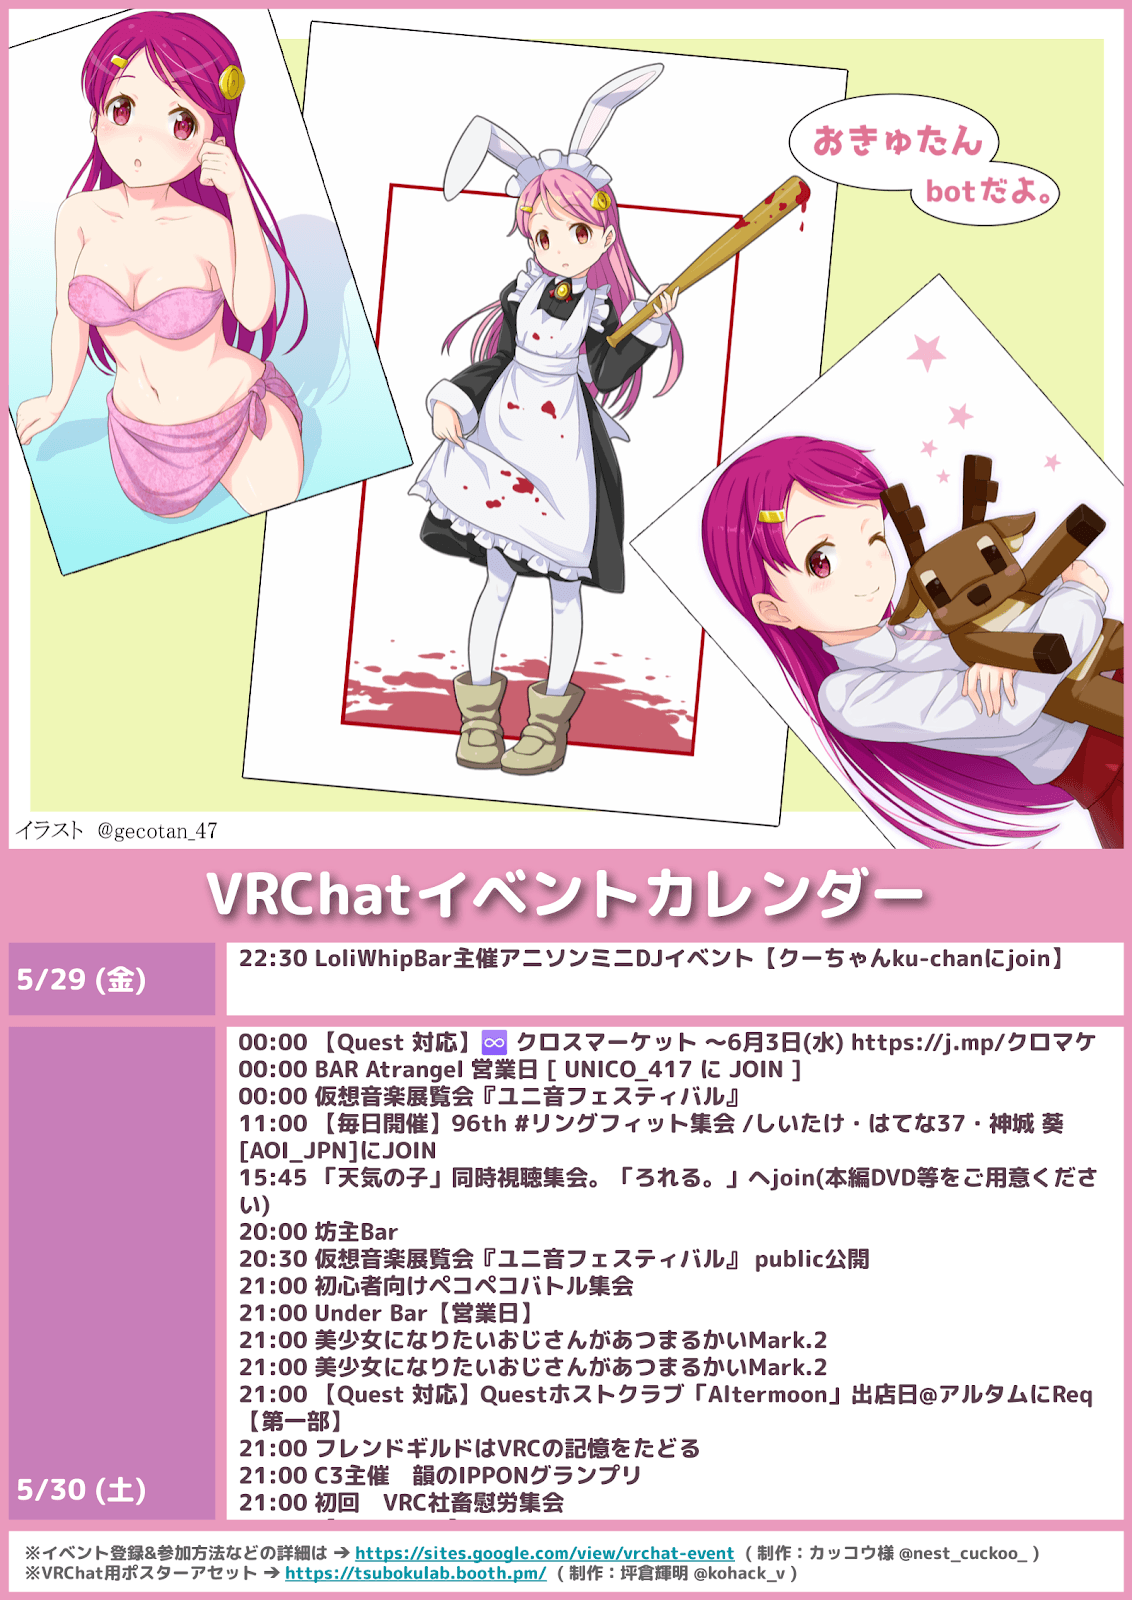 おきゅたん
botだよ。
イラスト @gecotan_47
VRChatイベントカレンダー
5/29 (金)
22:30 LoliWhipBar主催アニソンミニDJイベント【クーちゃんku-chanにjoin】
00:00 【Quest 対応】♾ クロスマーケット ～6月3日(水) https://j.mp/クロマケ
00:00 BAR Atrangel 営業日 [ UNICO_417 に JOIN ]
00:00 仮想音楽展覧会『ユニ音フェスティバル』
11:00 【毎日開催】96th #リングフィット集会 /しいたけ・はてな37・神城 葵
[AOI_JPN]にJOIN
15:45 「天気の子」同時視聴集会。「ろれる。」へjoin(本編DVD等をご用意くださ
い)
20:00 坊主Bar
20:30 仮想音楽展覧会『ユニ音フェスティバル』 public公開
21:00 初心者向けペコペコバトル集会
21:00 Under Bar【営業日】
21:00 美少女になりたいおじさんがあつまるかいMark.2
21:00 美少女になりたいおじさんがあつまるかいMark.2
21:00 【Quest 対応】Questホストクラブ「Altermoon」出店日@アルタムにReq
【第一部】
21:00 フレンドギルドはVRCの記憶をたどる
21:00 C3主催　韻のIPPONグランプリ
21:00 初回　VRC社畜慰労集会
5/30 (土)
※イベント登録&参加方法などの詳細は → https://sites.google.com/view/vrchat-event ( 制作：カッコウ様 @nest_cuckoo_ )
※VRChat用ポスターアセット → https://tsubokulab.booth.pm/ ( 制作：坪倉輝明 @kohack_v )